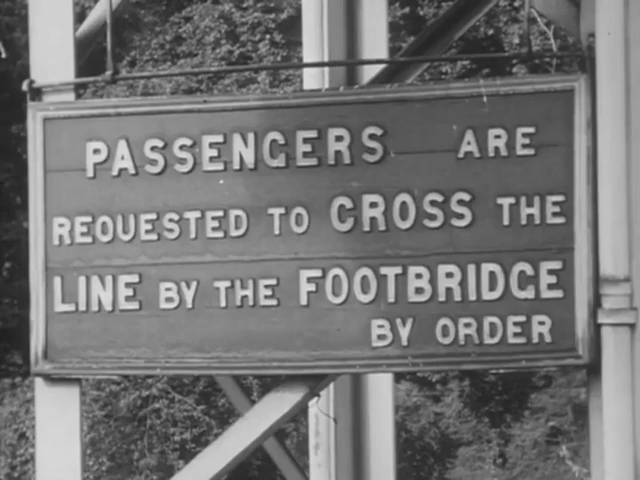 PASSENGERS ARE
REQUESTED TO CROSS THE
LINE BY THE FOOTBRIDGE
BY ORDER